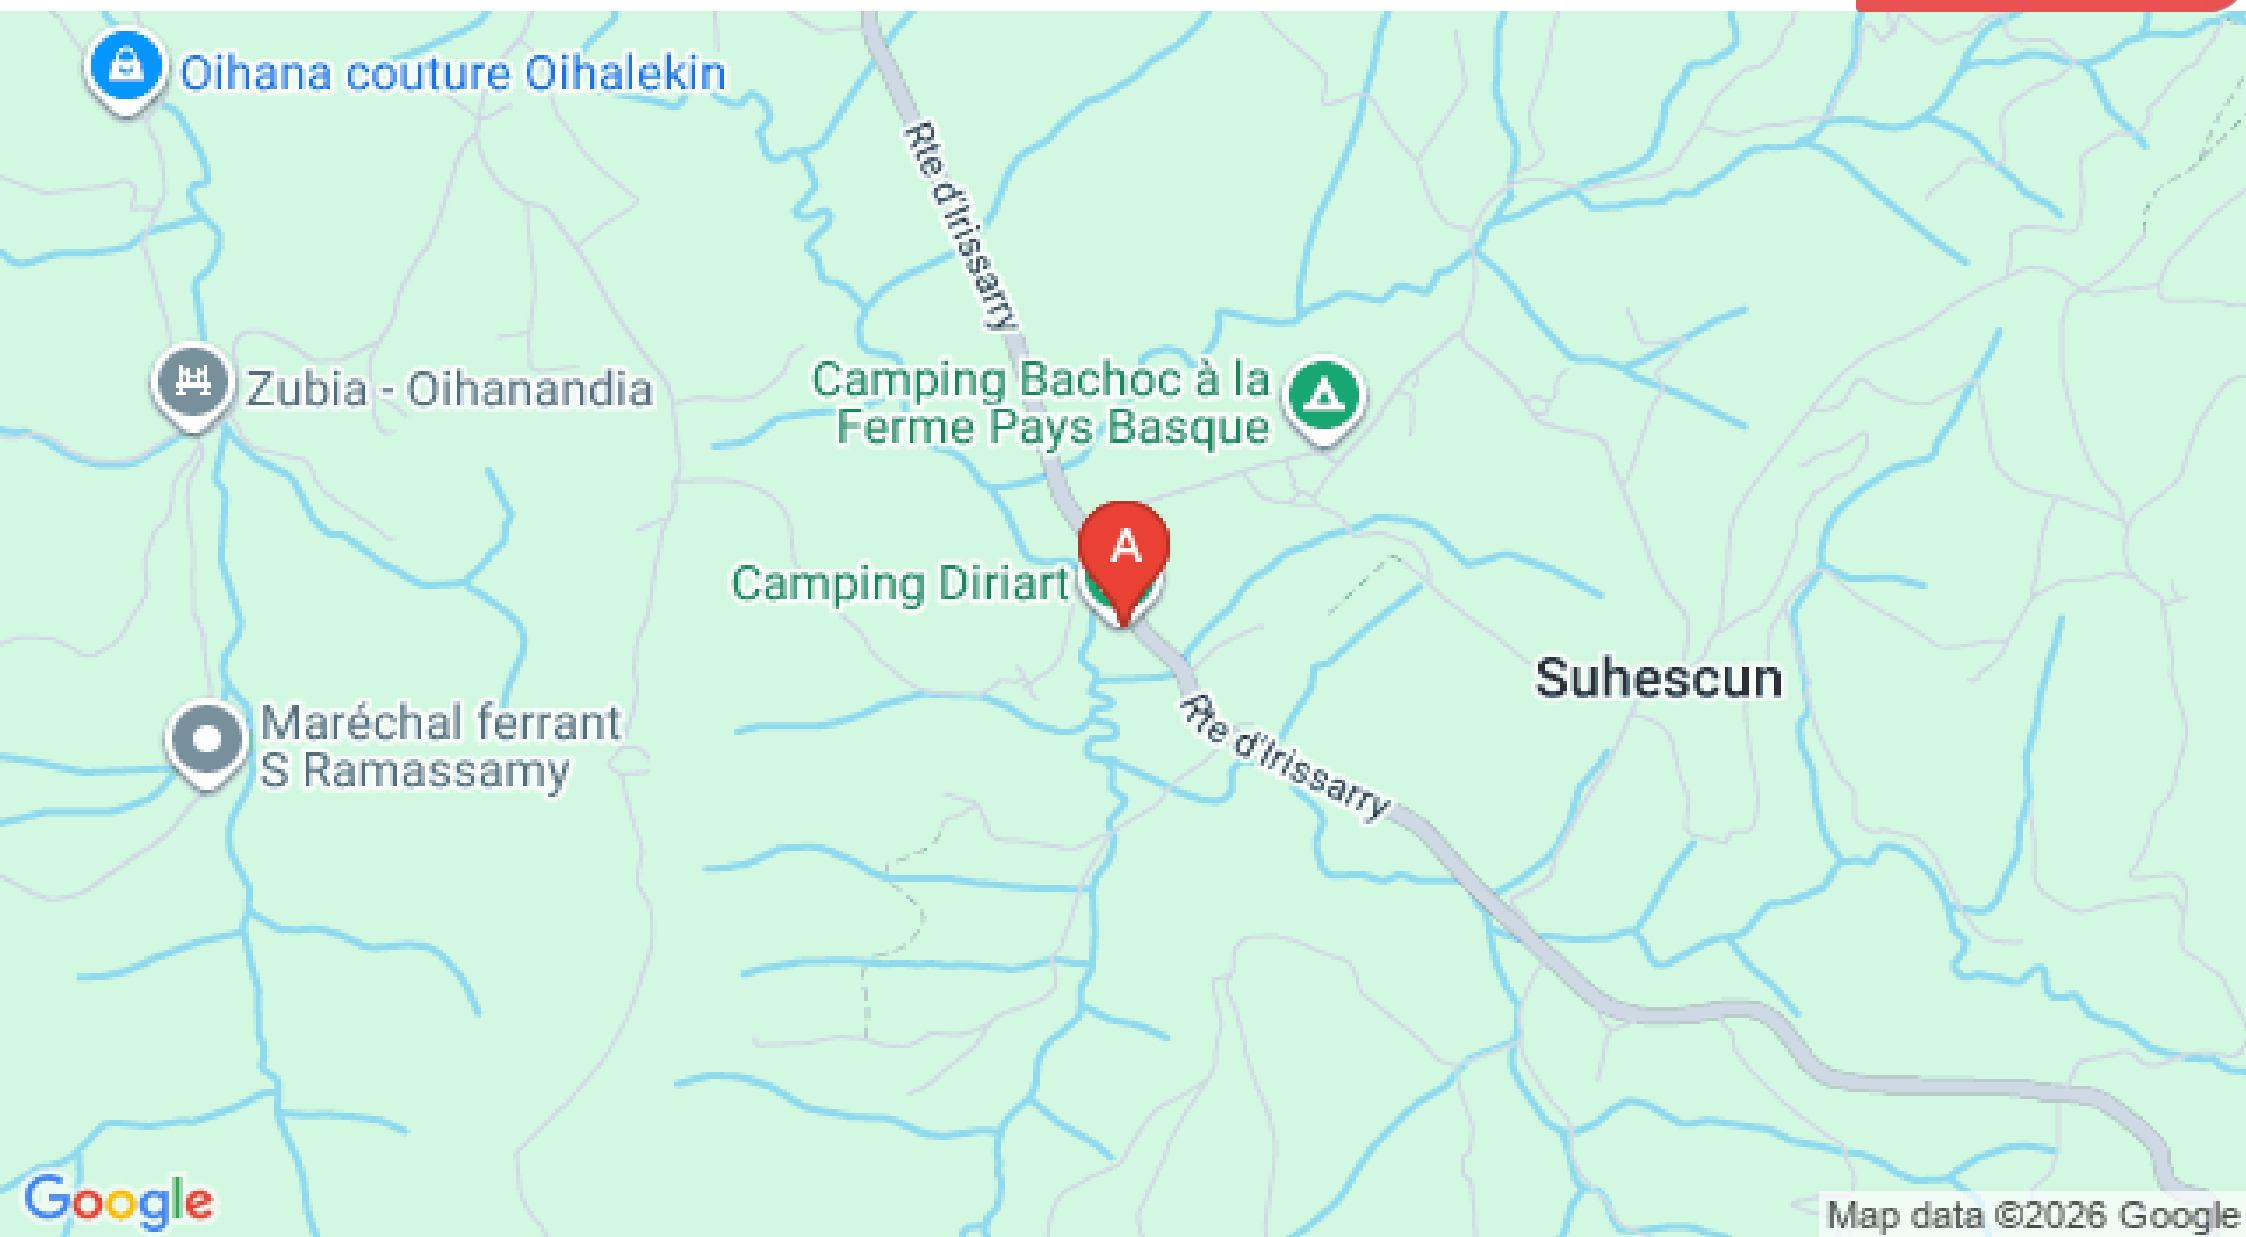 Oihana couture Oihalekin
Rte d'Irissarry
Camping Bachoc à la
Ferme Pays Basque
Zubia - Oihanandia
A
Camping Diriart
Suhescun
Maréchal ferrant
S Ramassamy
Rte d'Irissarry
Google
Map data ©2026 Google